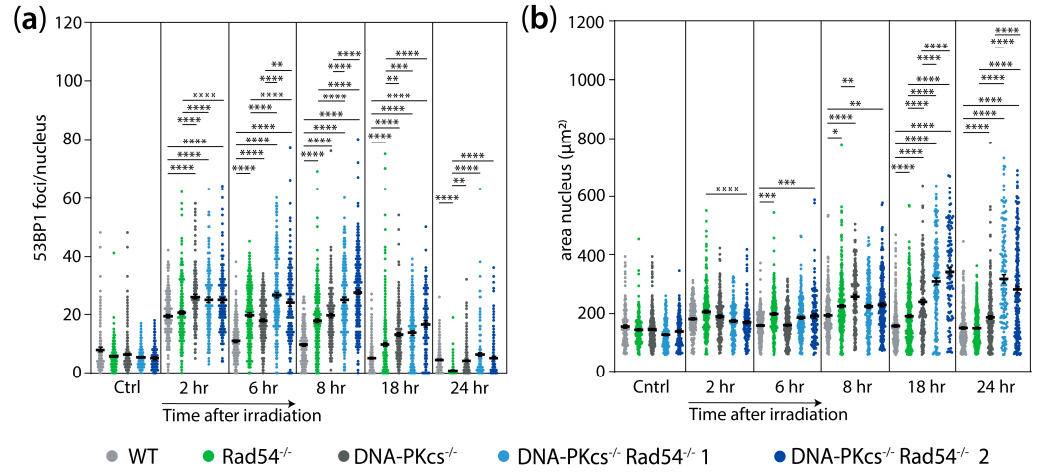 (a)
53BP1 foci/nucleus
120
100
80
60
40
20
0
**** **** **** **** **** **** ****
**** **** **** **** **** **** **** **
**** **** **** **** **** **** ****
**** **** **** **** ** *** ****
**** ** **** ****
Ctrl 2 hr 6 hr 8 hr 18 hr 24 hr
Time after irradiation
(b)
area nucleus (µm²)
1200
1000
800
600
400
200
0
****
*** ***
* **** ** **
**** **** **** **** **** **** **** ****
**** **** **** **** **** ****
Cntrl 2 hr 6 hr 8 hr 18 hr 24 hr
Time after irradiation
WT Rad54-/- DNA-PKcs-/- DNA-PKcs-/- Rad54-/- 1 DNA-PKcs-/- Rad54-/- 2